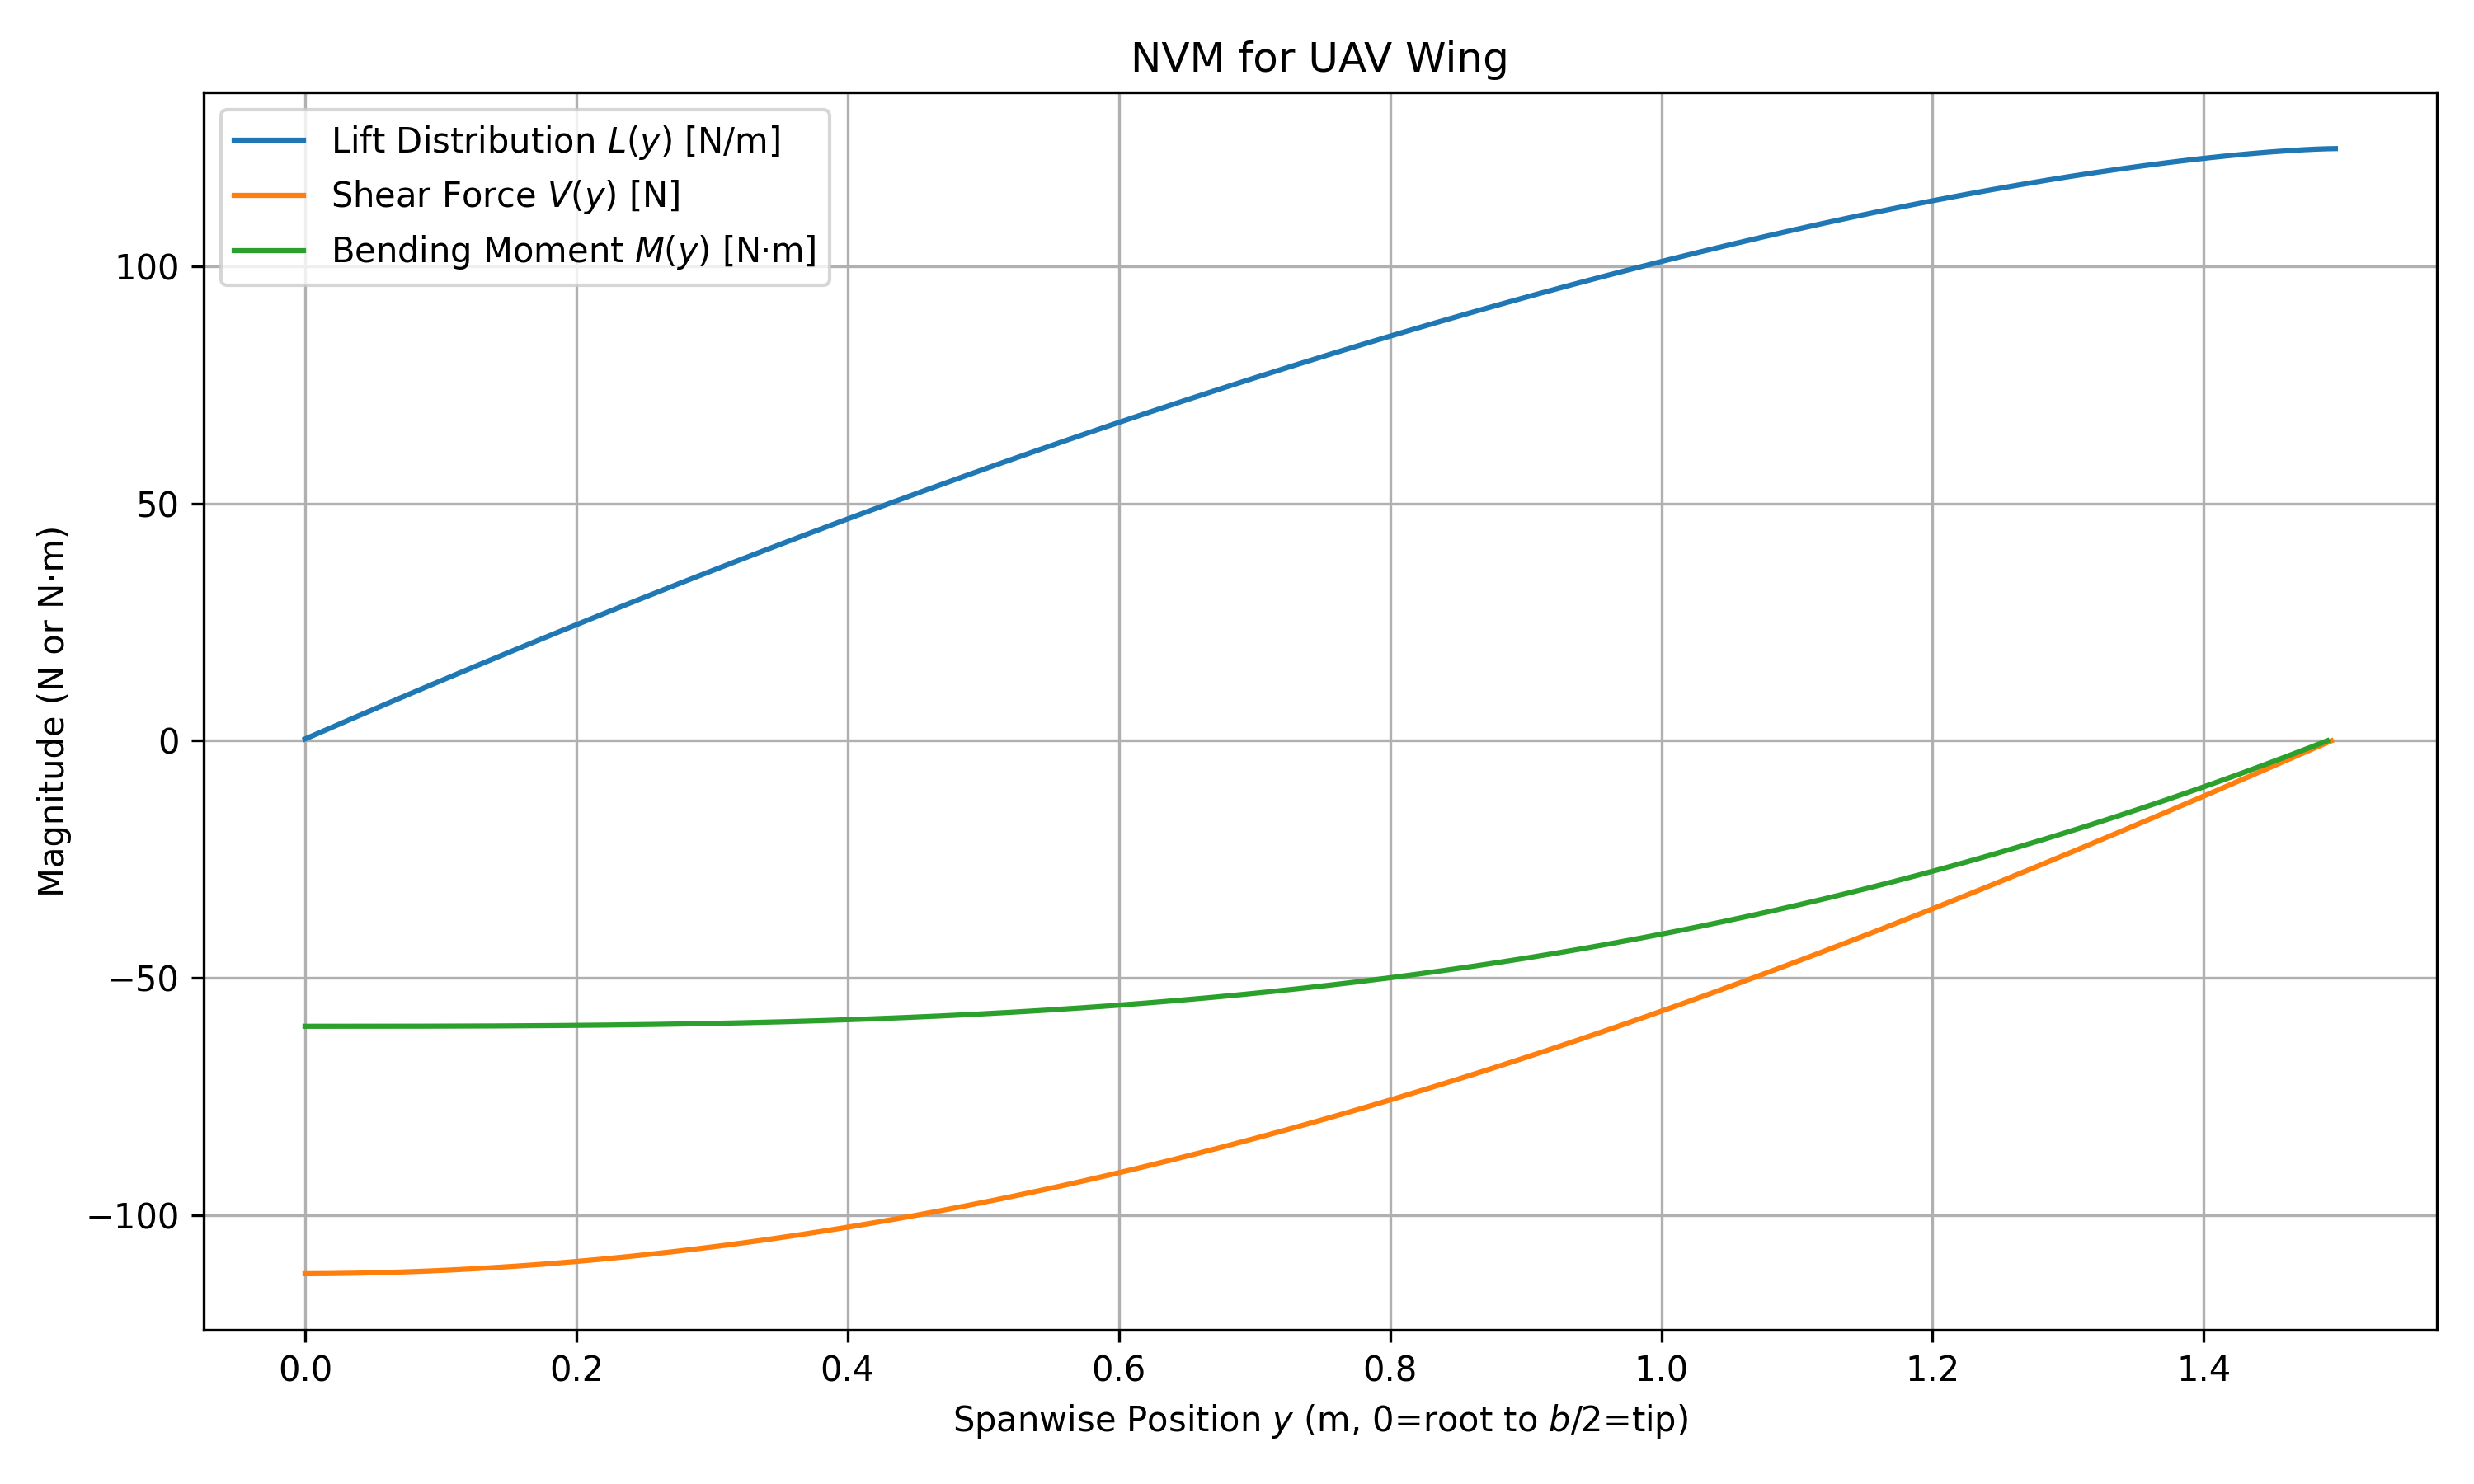 NVM for UAV Wing
Lift Distribution L(y) [N/m]
Shear Force V(y) [N]
Bending Moment M(y) [N·m]
Magnitude (N or N·m)
100
50
0
−50
−100
0.0 0.2 0.4 0.6 0.8 1.0 1.2 1.4
Spanwise Position y (m, 0=root to b/2=tip)